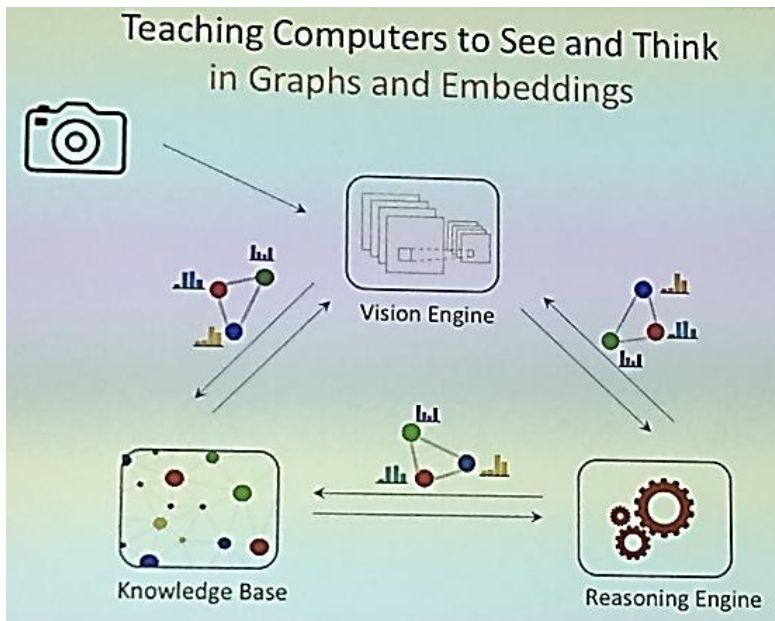 Teaching Computers to See and Think
in Graphs and Embeddings
Vision Engine
Knowledge Base
Reasoning Engine